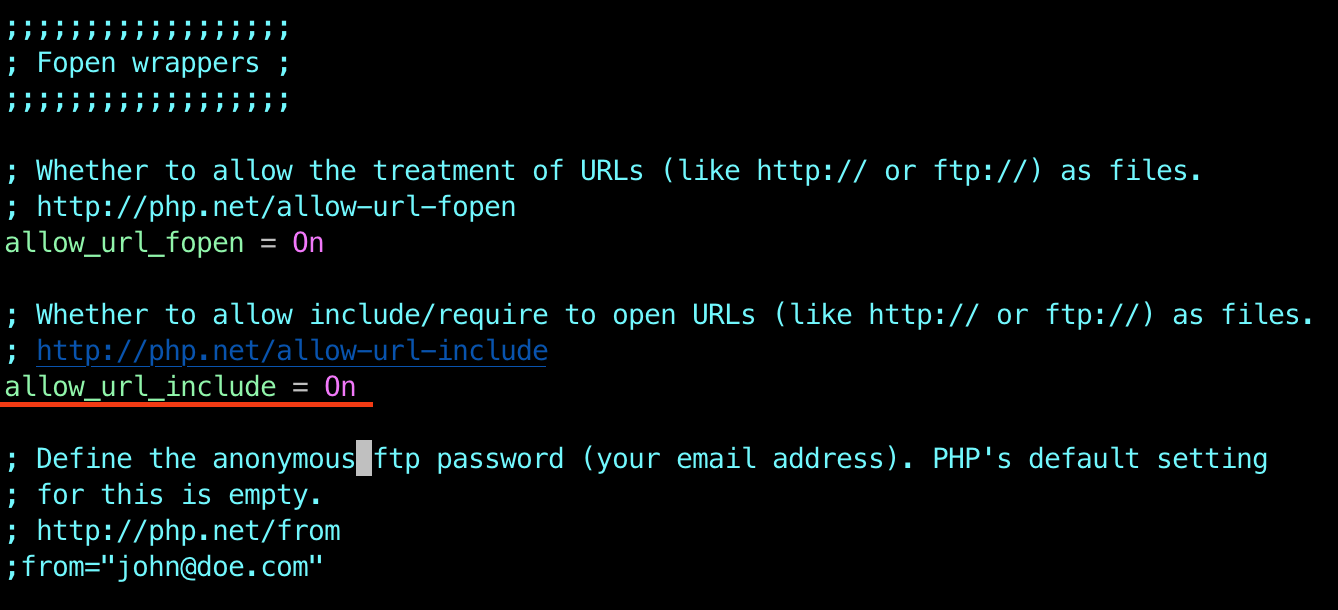 ;;;;;;;;;;;;;;;;;;
; Fopen wrappers ;
;;;;;;;;;;;;;;;;;;
; Whether to allow the treatment of URLs (like http:// or ftp://) as files.
; http://php.net/allow-url-fopen
allow_url_fopen = On
; Whether to allow include/require to open URLs (like http:// or ftp://) as files.
; http://php.net/allow-url-include
allow_url_include = On
; Define the anonymous ftp password (your email address). PHP's default setting
; for this is empty.
; http://php.net/from
;from="john@doe.com"